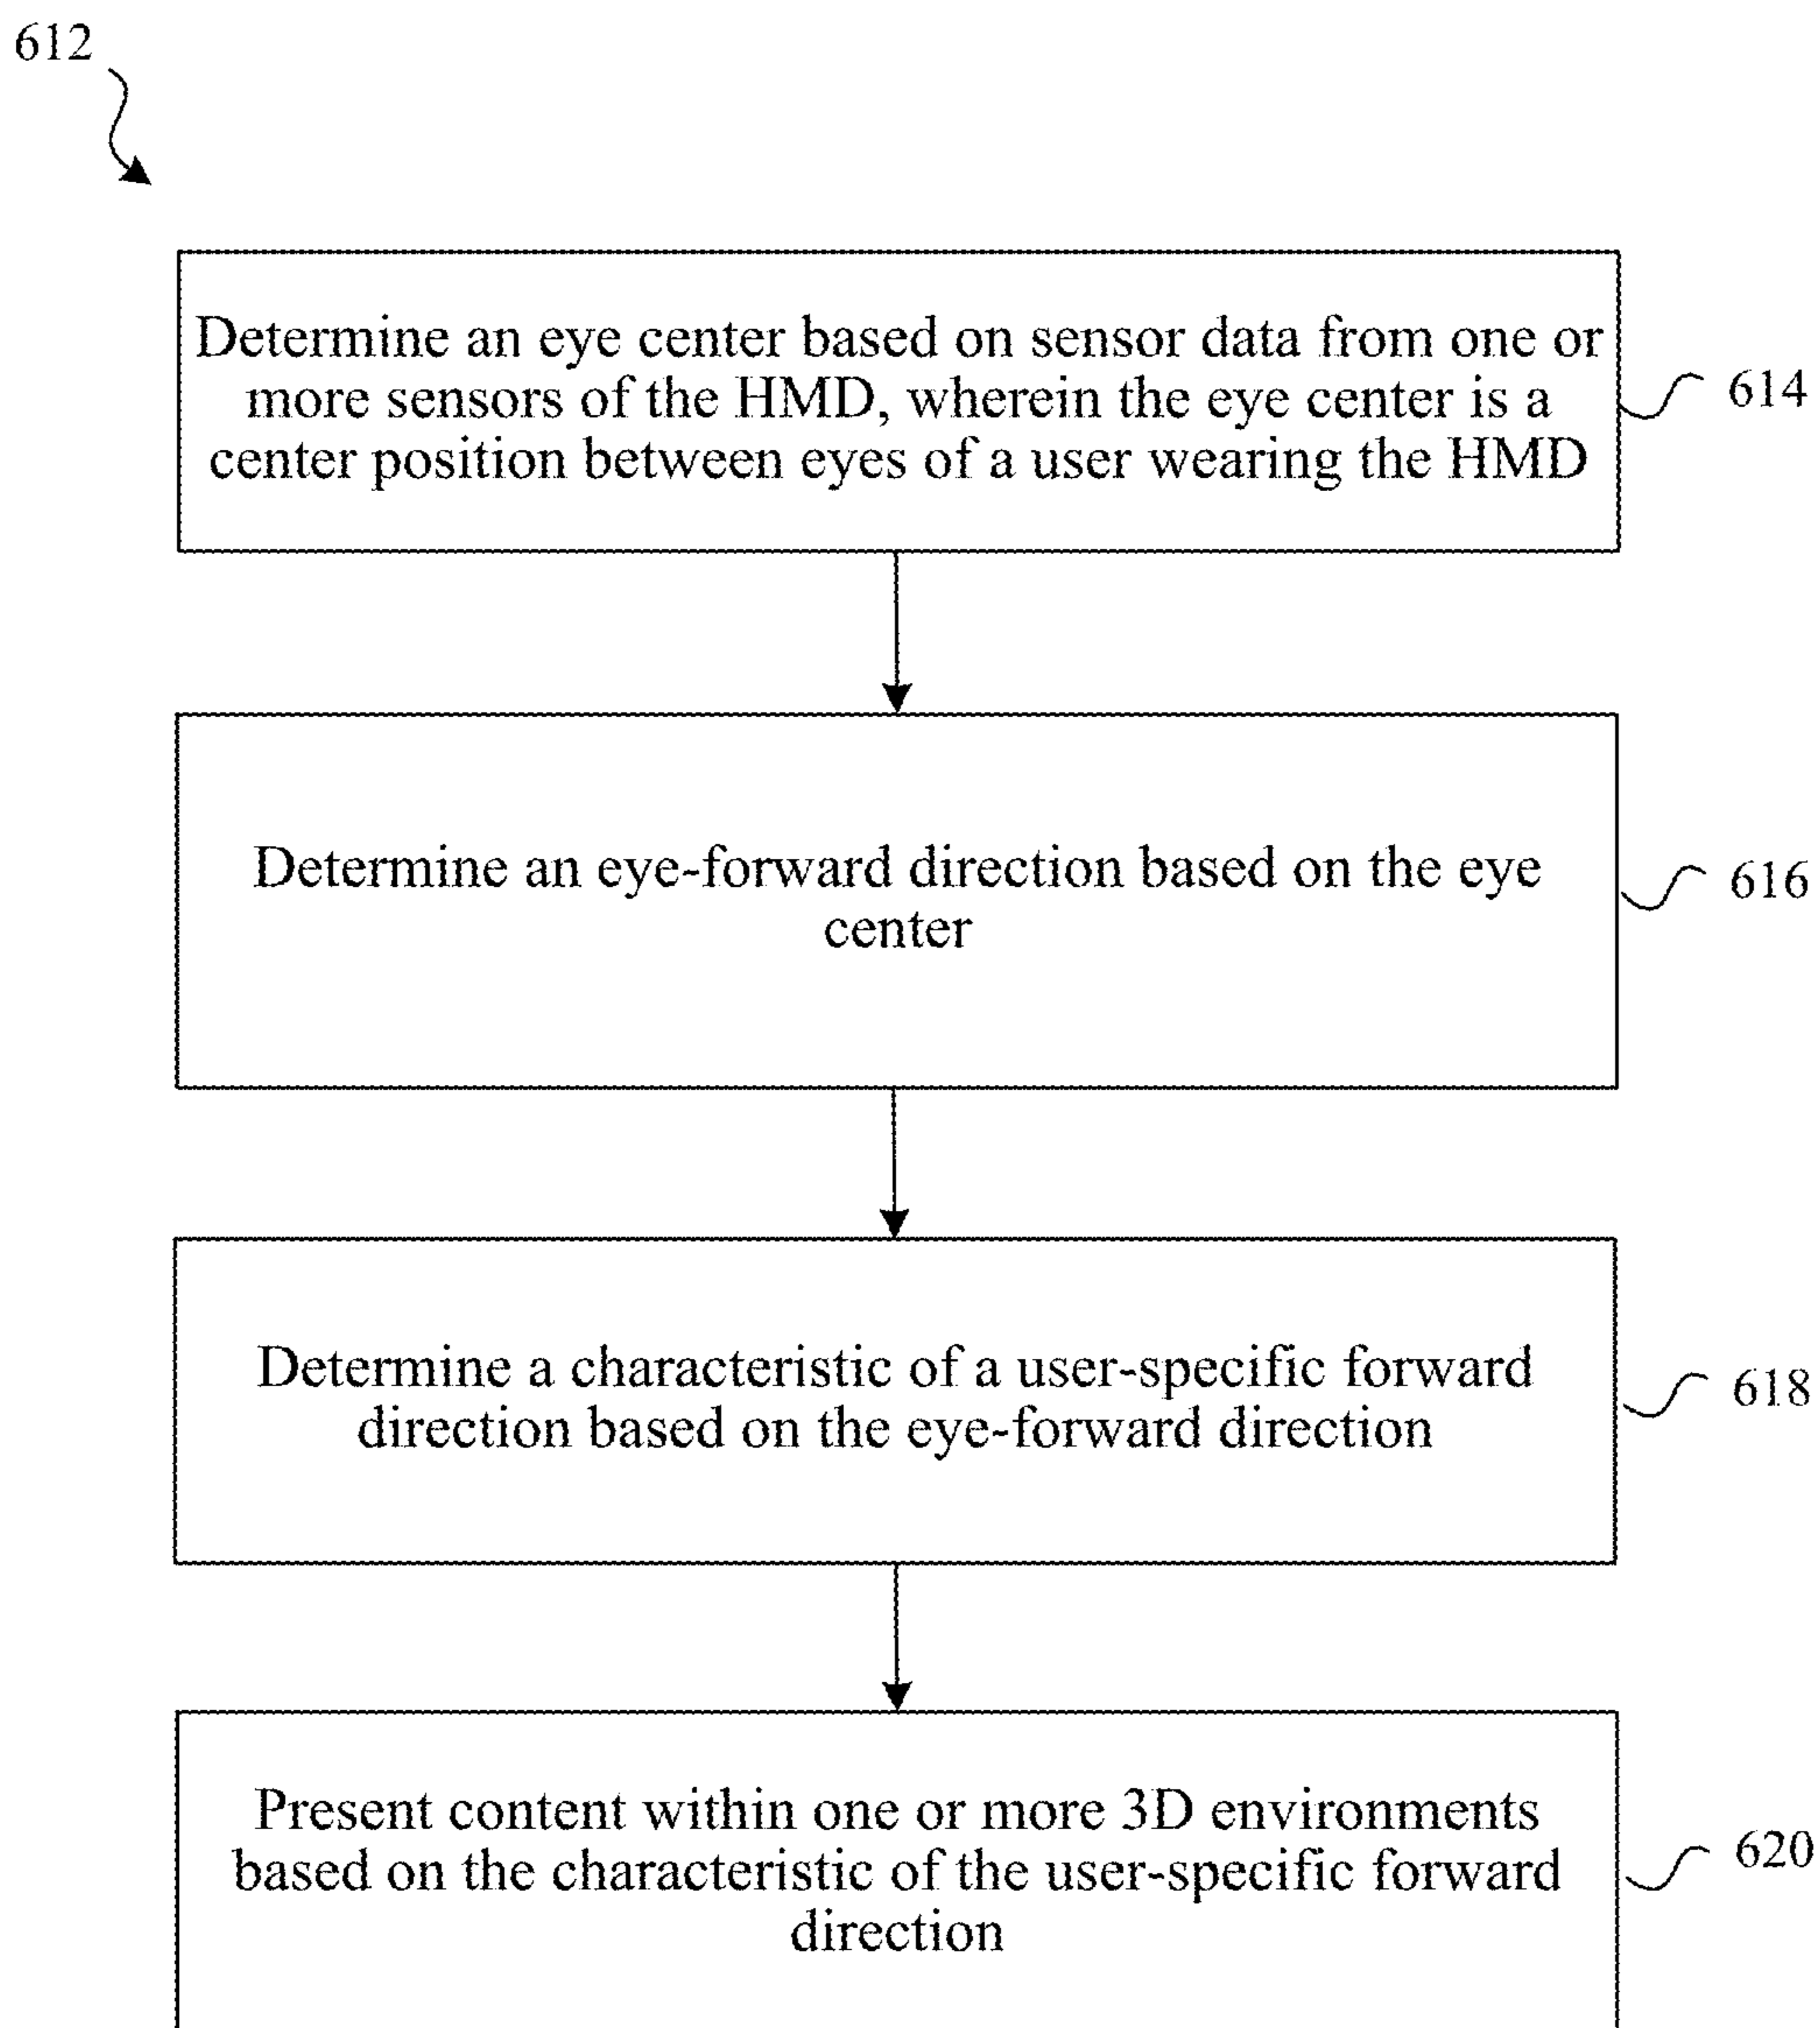 612
Determine an eye center based on sensor data from one or
more sensors of the HMD, wherein the eye center is a
center position between eyes of a user wearing the HMD
614
Determine an eye-forward direction based on the eye
center
616
Determine a characteristic of a user-specific forward
direction based on the eye-forward direction
618
Present content within one or more 3D environments
based on the characteristic of the user-specific forward
direction
620